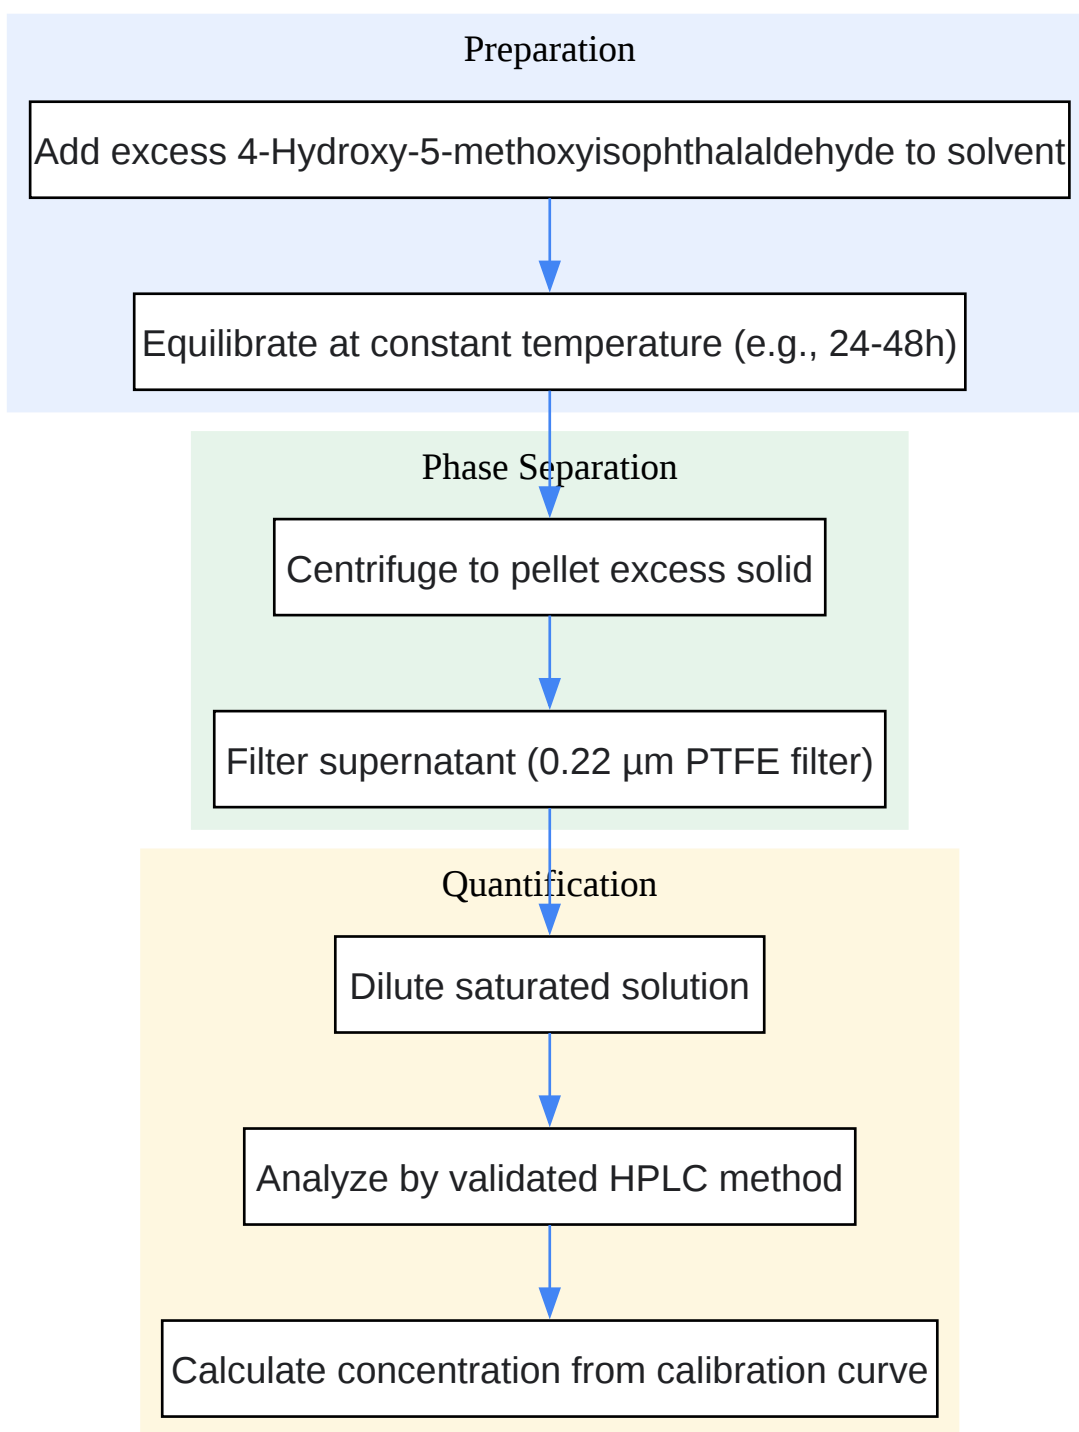 Preparation
Add excess 4-Hydroxy-5-methoxyisophthalaldehyde to solvent
Equilibrate at constant temperature (e.g., 24-48h)
Phase Separation
Centrifuge to pellet excess solid
Filter supernatant (0.22 µm PTFE filter)
Quantification
Dilute saturated solution
Analyze by validated HPLC method
Calculate concentration from calibration curve